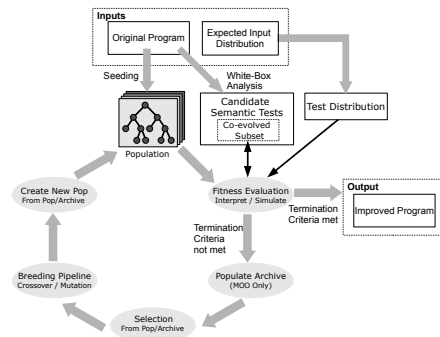 Inputs
Original Program
Expected Input
Distribution
Seeding
White-Box
Analysis
Candidate
Semantic Tests
Co-evolved
Subset
Test Distribution
Population
Create New Pop
From Pop/Archive
Fitness Evaluation
Interpret / Simulate
Output
Improved Program
Termination
Criteria met
Termination
Criteria
not met
Breeding Pipeline
Crossover / Mutation
Populate Archive
(MOO Only)
Selection
From Pop/Archive